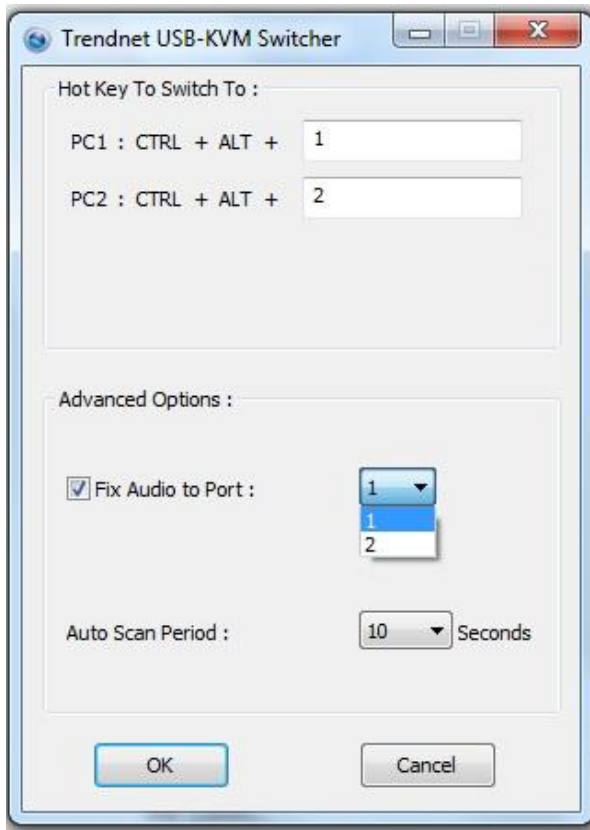 Trendnet USB-KVM Switcher
Hot Key To Switch To :
PC1 : CTRL + ALT + 1
PC2 : CTRL + ALT + 2
Advanced Options :
Fix Audio to Port : 1
1
2
Auto Scan Period : 10 Seconds
OK Cancel